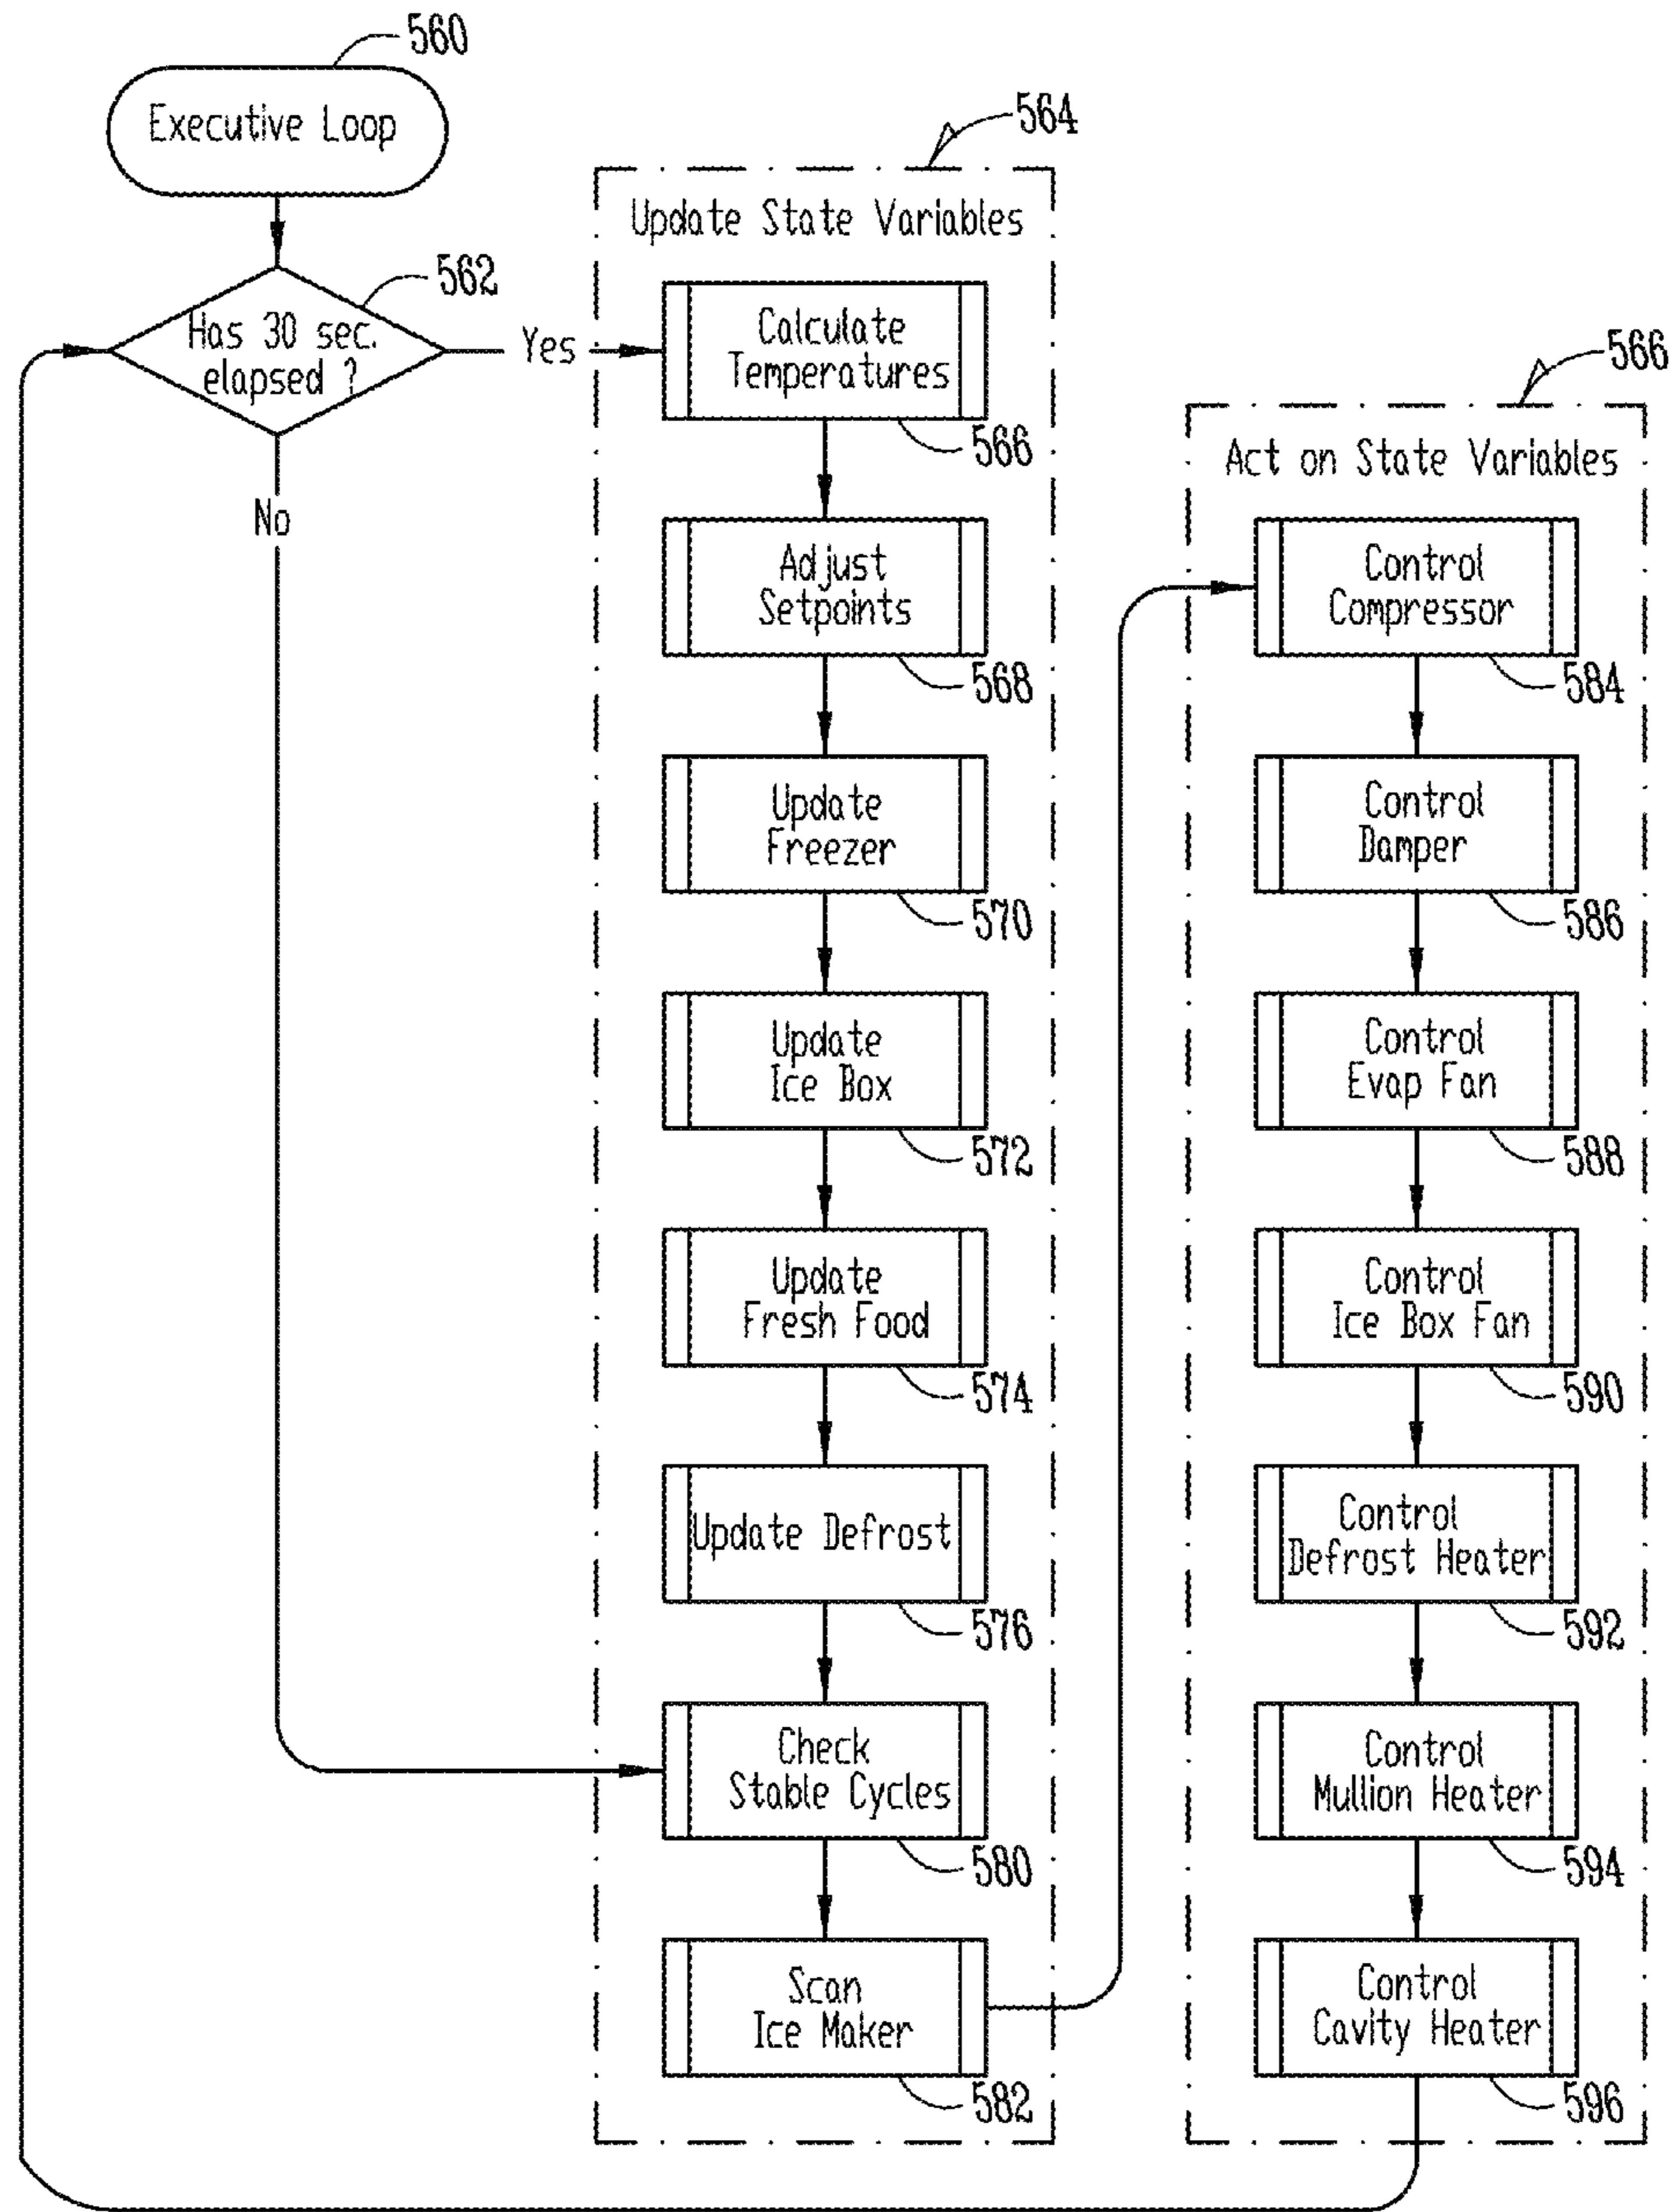 560
Executive Loop
562
Has 30 sec.
elapsed ?
Yes
No
564
Update State Variables
Calculate
Temperatures
566
Adjust
Setpoints
568
Update
Freezer
570
Update
Ice Box
572
Update
Fresh Food
574
Update Defrost
576
Check
Stable Cycles
580
Scan
Ice Maker
582
566
Act on State Variables
Control
Compressor
584
Control
Damper
586
Control
Evap Fan
588
Control
Ice Box Fan
590
Control
Defrost Heater
592
Control
Mullion Heater
594
Control
Cavity Heater
596